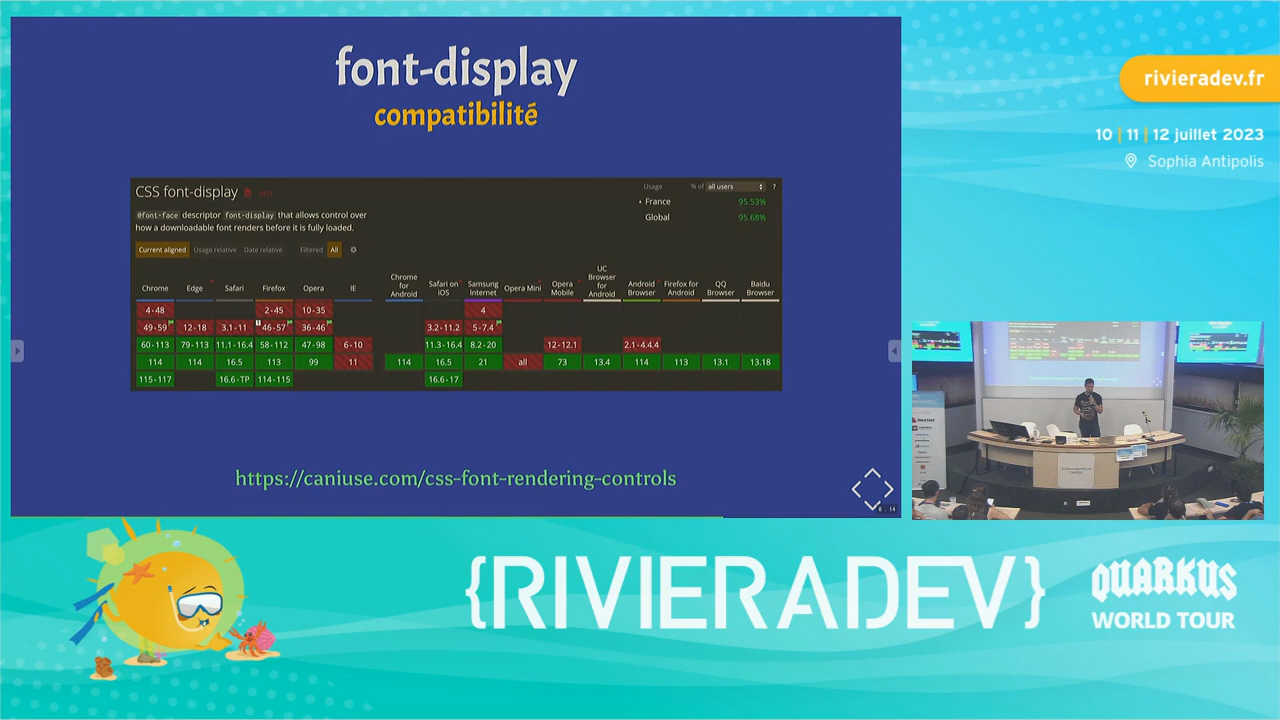 font-display
compatibilité
CSS font-display
Usage % of all users ?
France 95.53%
Global 95.68%
@font-face descriptor font-display that allows control over
how a downloadable font renders before it is fully loaded.
Current aligned Usage relative Date relative Filtered All
Chrome Edge Safari Firefox Opera IE Chrome for Android Safari on iOS Samsung Internet Opera Mini Opera Mobile UC Browser for Android Android Browser Firefox for Android QQ Browser Baidu Browser
4-48 2-45 10-35 4
49-59 12-18 3.1-11 46-57 36-46 3.2-11.2 5-7.4
60-113 79-113 11.1-16.4 58-112 47-98 6-10 11.3-16.4 8.2-20 12-12.1 2.1-4.4.4
114 114 16.5 113 99 11 114 16.5 21 all 73 13.4 114 113 13.1 13.18
115-117 16.6-TP 114-115 16.6-17
https://caniuse.com/css-font-rendering-controls
8.14
rivieradev.fr
10 | 11 | 12 juillet 2023
Sophia Antipolis
{RIVIERADEV}
QUARKUS
WORLD TOUR